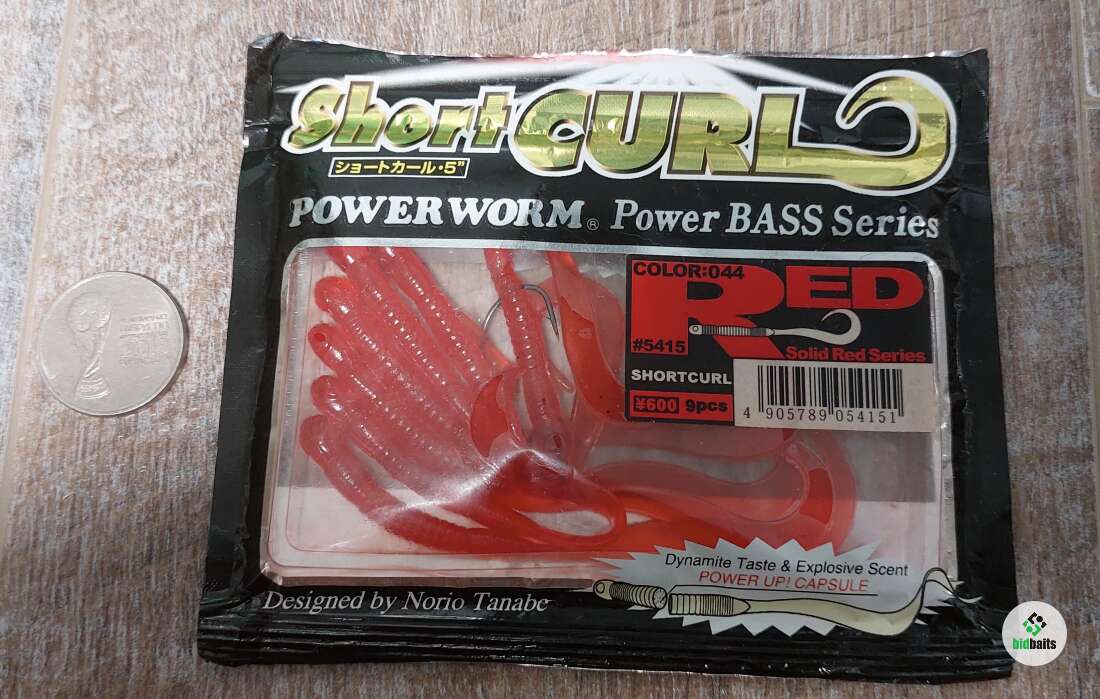 Short CURL
ショートカール・5"
POWERWORM® Power BASS Series
COLOR:044
RED
#5415
Solid Red Series
SHORTCURL
¥600 9pcs
4 905789 054151
Dynamite Taste & Explosive Scent
POWER UP! CAPSULE
Designed by Norio Tanabe
bidbaits